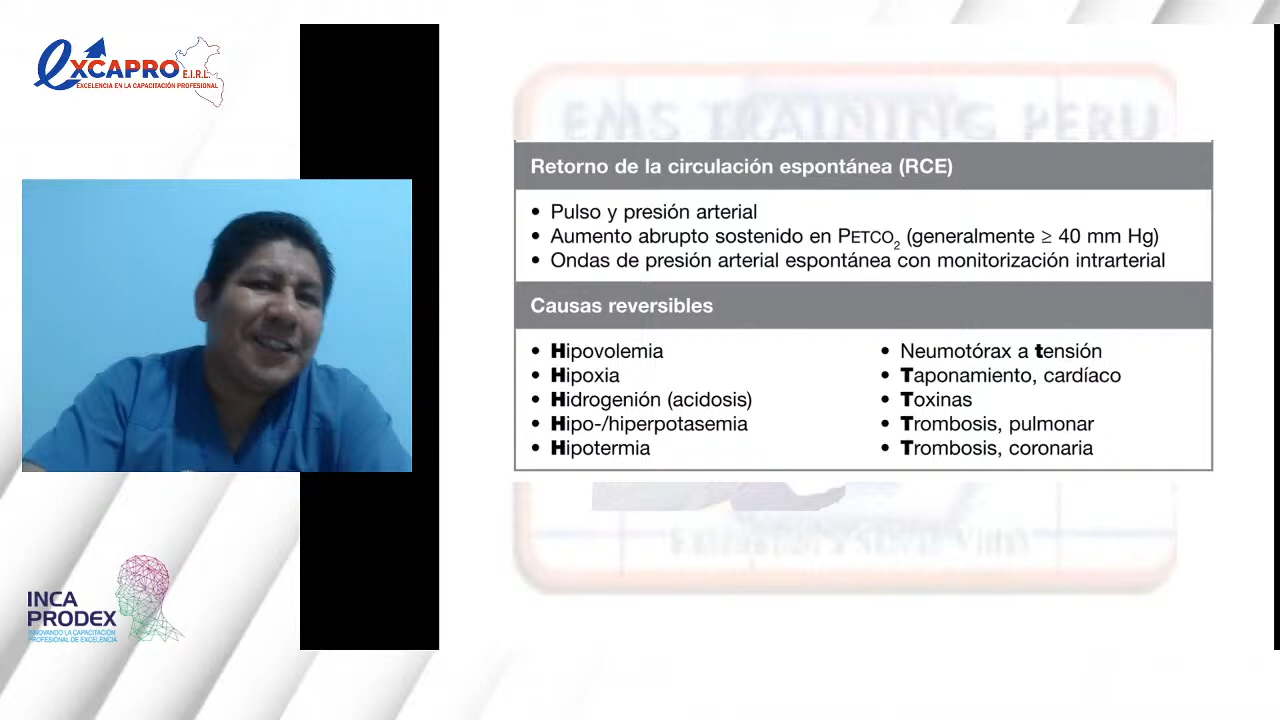 excapro E.I.R.L.
EXCELENCIA EN LA CAPACITACIÓN PROFESIONAL
EMS TRAINING PERU
Retorno de la circulación espontánea (RCE)
• Pulso y presión arterial
• Aumento abrupto sostenido en PETCO2 (generalmente ≥ 40 mm Hg)
• Ondas de presión arterial espontánea con monitorización intrarterial
Causas reversibles
• Hipovolemia
• Hipoxia
• Hidrogenión (acidosis)
• Hipo-/hiperpotasemia
• Hipotermia
• Neumotórax a tensión
• Taponamiento, cardíaco
• Toxinas
• Trombosis, pulmonar
• Trombosis, coronaria
INCA
PRODEX
INNOVANDO LA CAPACITACIÓN
PROFESIONAL DE EXCELENCIA